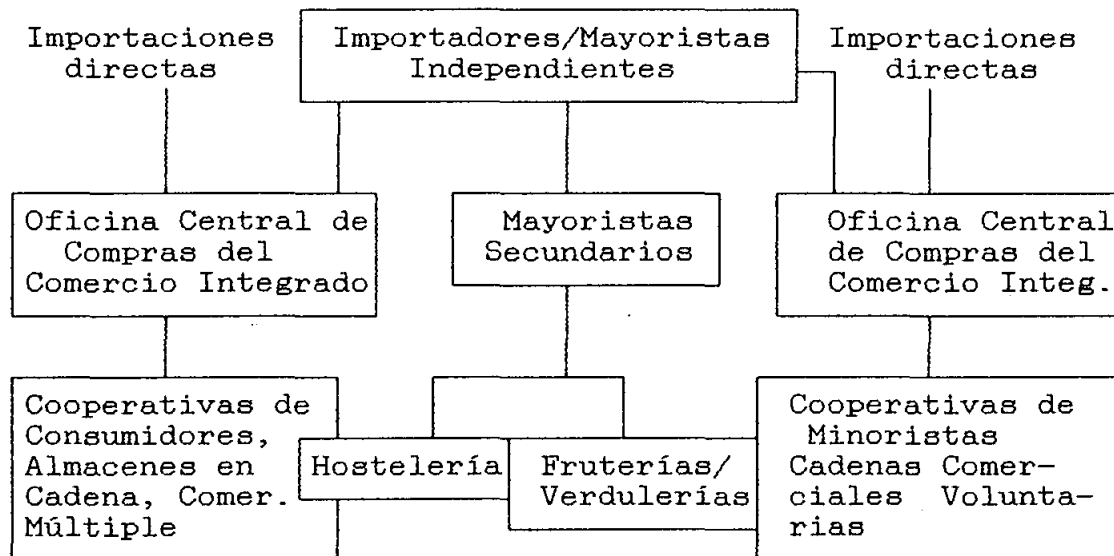 Importaciones
directas
Importadores/Mayoristas
Independientes
Importaciones
directas
Oficina Central de
Compras del
Comercio Integrado
Mayoristas
Secundarios
Oficina Central
de Compras del
Comercio Integ.
Cooperativas de
Consumidores,
Almacenes en
Cadena, Comer.
Múltiple
Hostelería
Fruterías/
Verdulerías
Cooperativas de
Minoristas
Cadenas Comer-
ciales Volunta-
rias